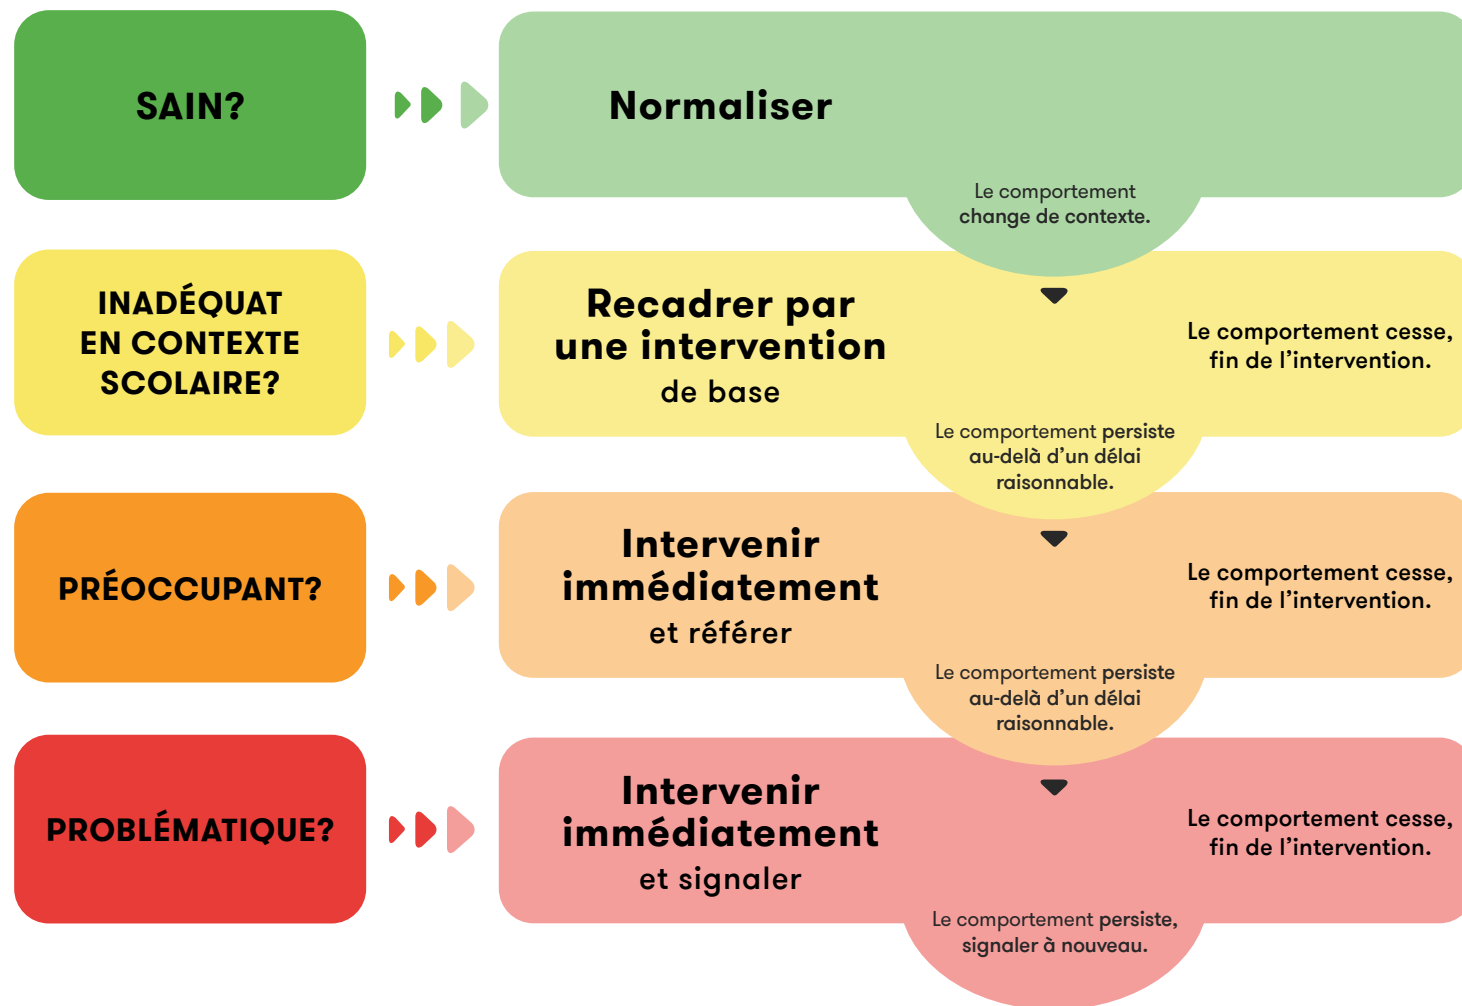 SAIN?
Normaliser
Le comportement
change de contexte.
INADÉQUAT
EN CONTEXTE
SCOLAIRE?
Recadrer par
une intervention
de base
Le comportement cesse,
fin de l’intervention.
Le comportement persiste
au-delà d’un délai
raisonnable.
PRÉOCCUPANT?
Intervenir
immédiatement
et référer
Le comportement cesse,
fin de l’intervention.
Le comportement persiste
au-delà d’un délai
raisonnable.
PROBLÉMATIQUE?
Intervenir
immédiatement
et signaler
Le comportement cesse,
fin de l’intervention.
Le comportement persiste,
signaler à nouveau.